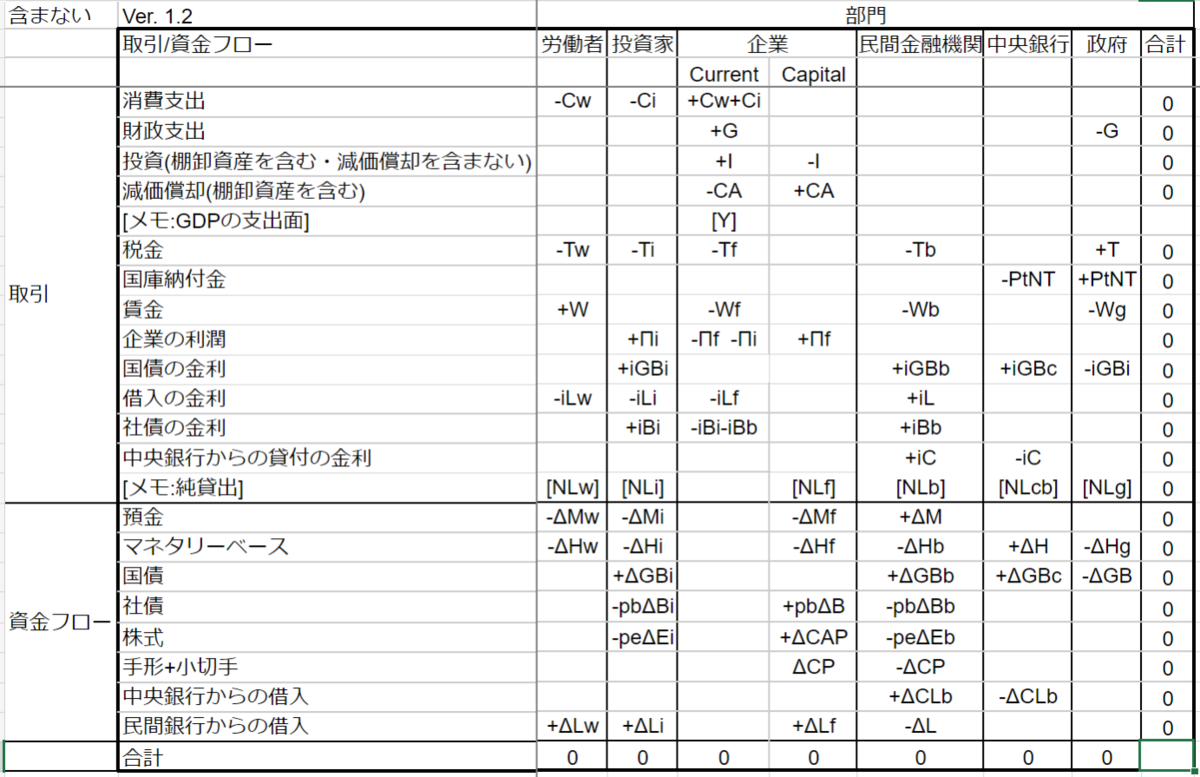 含まない Ver. 1.2 部門
取引/資金フロー 労働者 投資家 企業 民間金融機関 中央銀行 政府 合計
Current Capital
消費支出 -Cw -Ci +Cw+Ci 0
財政支出 +G -G 0
投資(棚卸資産を含む・減価償却を含まない) +I -I 0
減価償却(棚卸資産を含む) -CA +CA 0
[メモ:GDPの支出面] [Y]
税金 -Tw -Ti -Tf -Tb +T 0
取引 国庫納付金 -PtNT +PtNT 0
賃金 +W -Wf -Wb -Wg 0
企業の利潤 +Πi -Πf -Πi +Πf 0
国債の金利 +iGBi +iGBb +iGBc -iGBi 0
借入の金利 -iLw -iLi -iLf +iL 0
社債の金利 +iBi -iBi-iBb +iBb 0
中央銀行からの貸付の金利 +iC -iC 0
[メモ:純貸出] [NLw] [NLi] [NLf] [NLb] [NLcb] [NLg] 0
預金 -ΔMw -ΔMi -ΔMf +ΔM 0
マネタリーベース -ΔHw -ΔHi -ΔHf -ΔHb +ΔH -ΔHg 0
国債 +ΔGBi +ΔGBb +ΔGBc -ΔGB 0
資金フロー 社債 -pbΔBi +pbΔB -pbΔBb 0
株式 -peΔEi +ΔCAP -peΔEb 0
手形+小切手 ΔCP -ΔCP 0
中央銀行からの借入 +ΔCLb -ΔCLb 0
民間銀行からの借入 +ΔLw +ΔLi +ΔLf -ΔL 0
合計 0 0 0 0 0 0 0